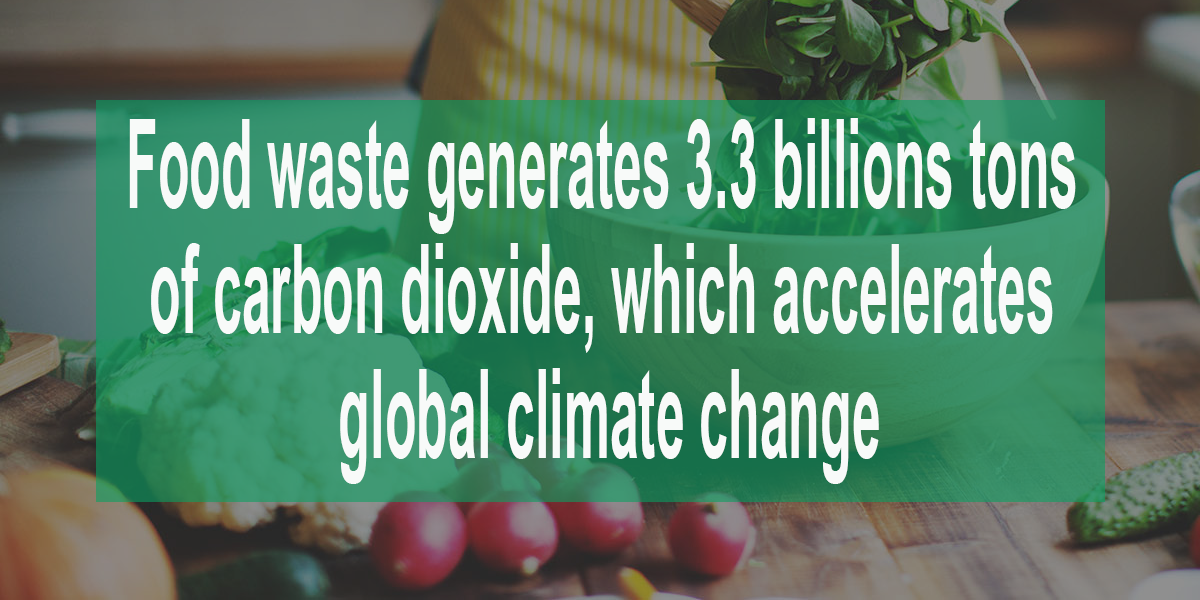 Food waste generates 3.3 billions tons
of carbon dioxide, which accelerates
global climate change